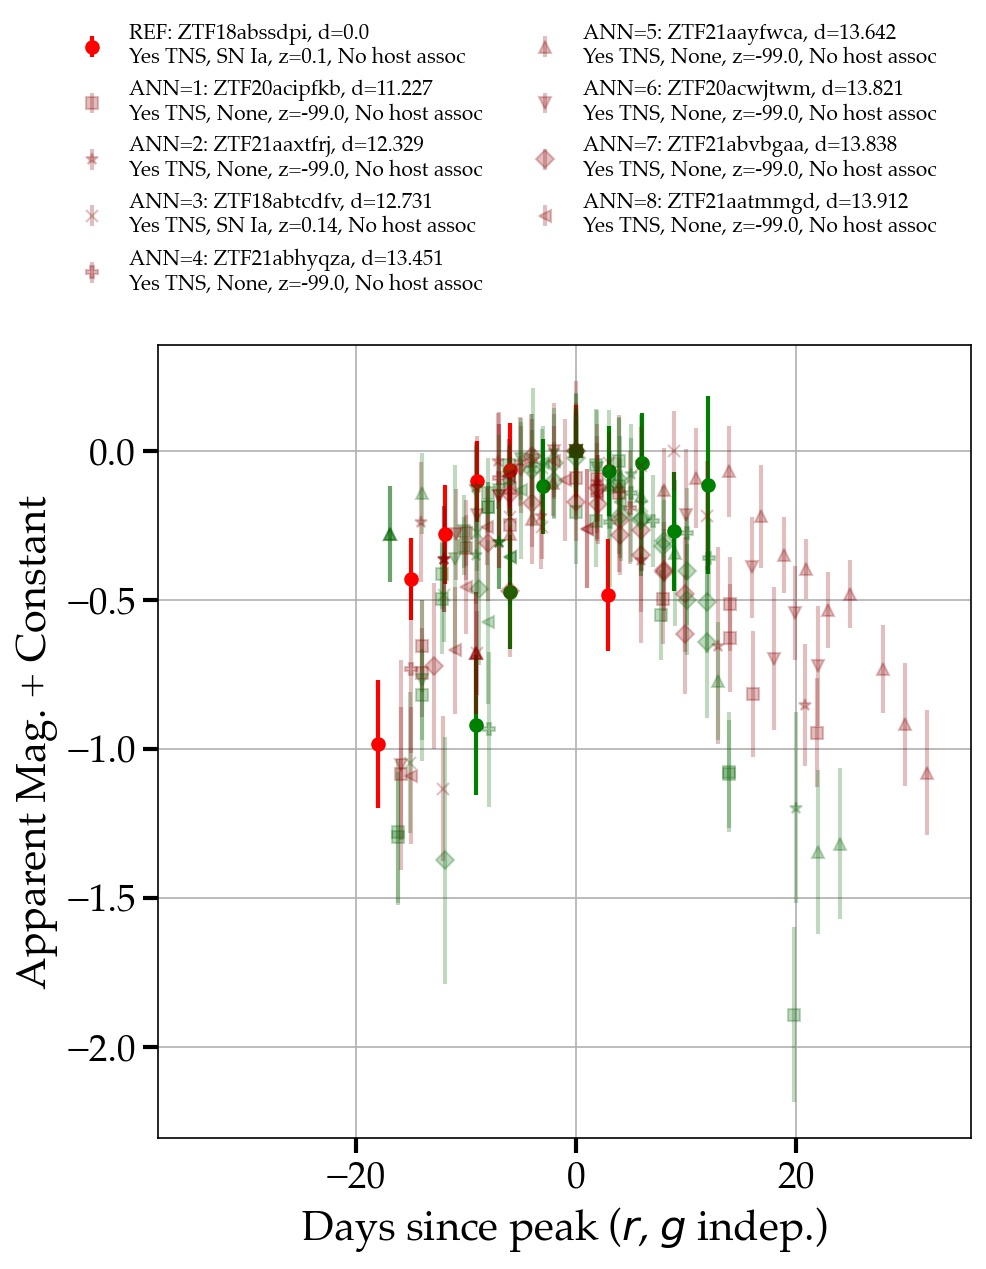 REF: ZTF18abssdpi, d=0.0
Yes TNS, SN Ia, z=0.1, No host assoc
ANN=1: ZTF20acipfkb, d=11.227
Yes TNS, None, z=-99.0, No host assoc
ANN=2: ZTF21aaxtfrj, d=12.329
Yes TNS, None, z=-99.0, No host assoc
ANN=3: ZTF18abtcdfv, d=12.731
Yes TNS, SN Ia, z=0.14, No host assoc
ANN=4: ZTF21abhyqza, d=13.451
Yes TNS, None, z=-99.0, No host assoc
ANN=5: ZTF21aayfwca, d=13.642
Yes TNS, None, z=-99.0, No host assoc
ANN=6: ZTF20acwjtwm, d=13.821
Yes TNS, None, z=-99.0, No host assoc
ANN=7: ZTF21abvbgaa, d=13.838
Yes TNS, None, z=-99.0, No host assoc
ANN=8: ZTF21aatmmgd, d=13.912
Yes TNS, None, z=-99.0, No host assoc
Apparent Mag. + Constant
0.0
−0.5
−1.0
−1.5
−2.0
−20
0
20
Days since peak (r, g indep.)